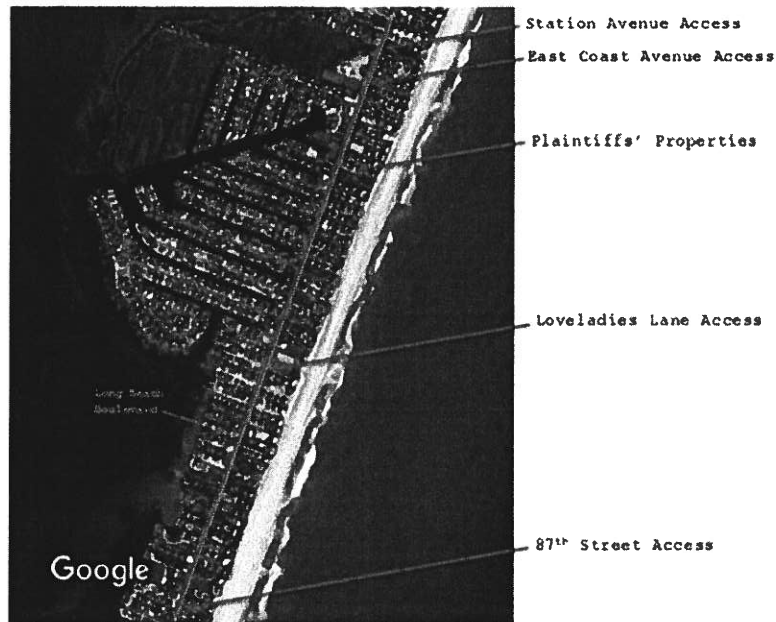 Station Avenue Access
East Coast Avenue Access
Plaintiffs' Properties
Loveladies Lane Access
Long Beach
Boulevard
87th Street Access
Google